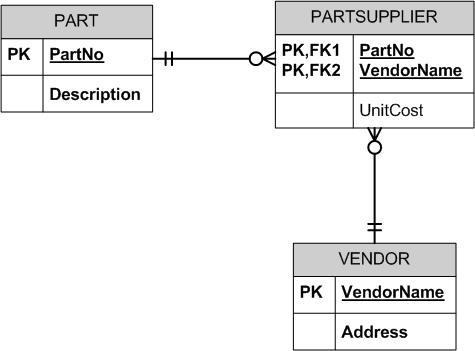 PART
PK PartNo
Description
PARTSUPPLIER
PK,FK1 PartNo
PK,FK2 VendorName
UnitCost
VENDOR
PK VendorName
Address